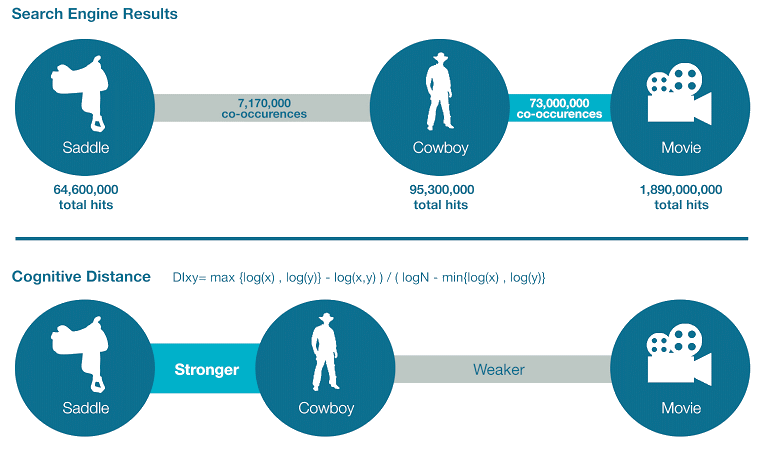 Search Engine Results
7,170,000
co-occurences
73,000,000
co-occurences
Saddle
Cowboy
Movie
64,600,000
total hits
95,300,000
total hits
1,890,000,000
total hits
Cognitive Distance
DIxy= max {log(x) , log(y)} - log(x,y) ) / ( logN - min{log(x) , log(y)}
Stronger
Weaker
Saddle
Cowboy
Movie